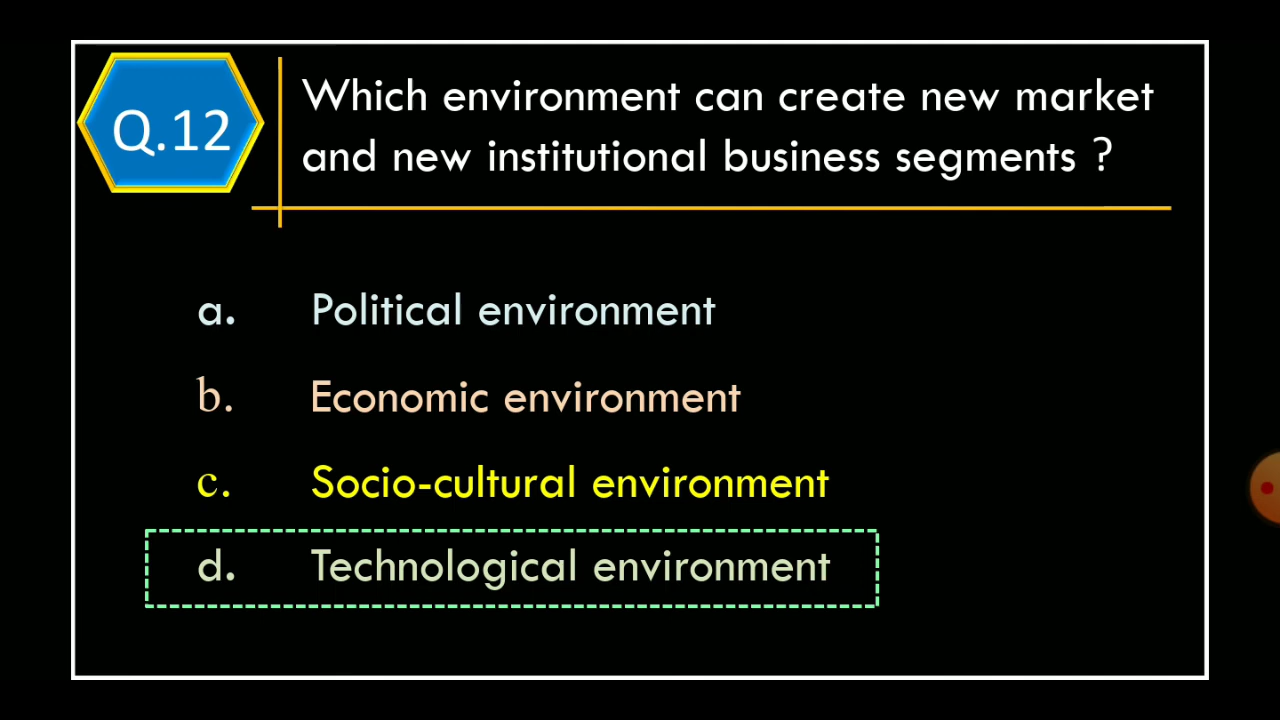 Q.12
Which environment can create new market
and new institutional business segments ?
a. Political environment
b. Economic environment
c. Socio-cultural environment
d. Technological environment